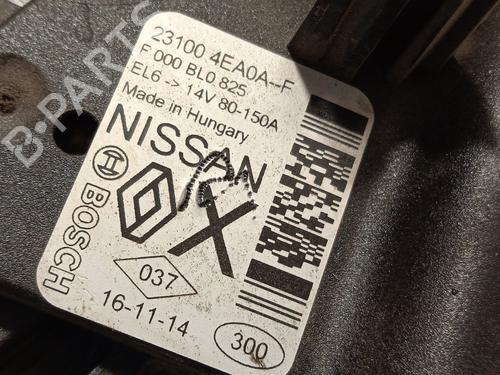 B-PARTS
23100 4EA0A--F
F 000 BL0 825
EL6 -> 14V 80-150A
Made in Hungary
NISSAN
X
BOSCH
037
16-11-14
300